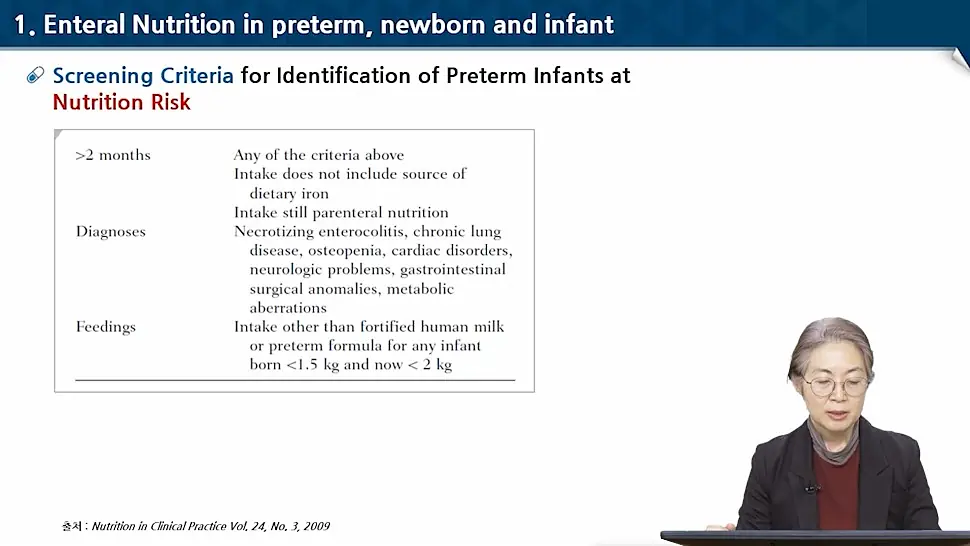 1. Enteral Nutrition in preterm, newborn and infant
Screening Criteria for Identification of Preterm Infants at
Nutrition Risk
>2 months Any of the criteria above
Intake does not include source of
dietary iron
Intake still parenteral nutrition
Diagnoses Necrotizing enterocolitis, chronic lung
disease, osteopenia, cardiac disorders,
neurologic problems, gastrointestinal
surgical anomalies, metabolic
aberrations
Feedings Intake other than fortified human milk
or preterm formula for any infant
born <1.5 kg and now < 2 kg
출처 : Nutrition in Clinical Practice Vol. 24, No. 3, 2009